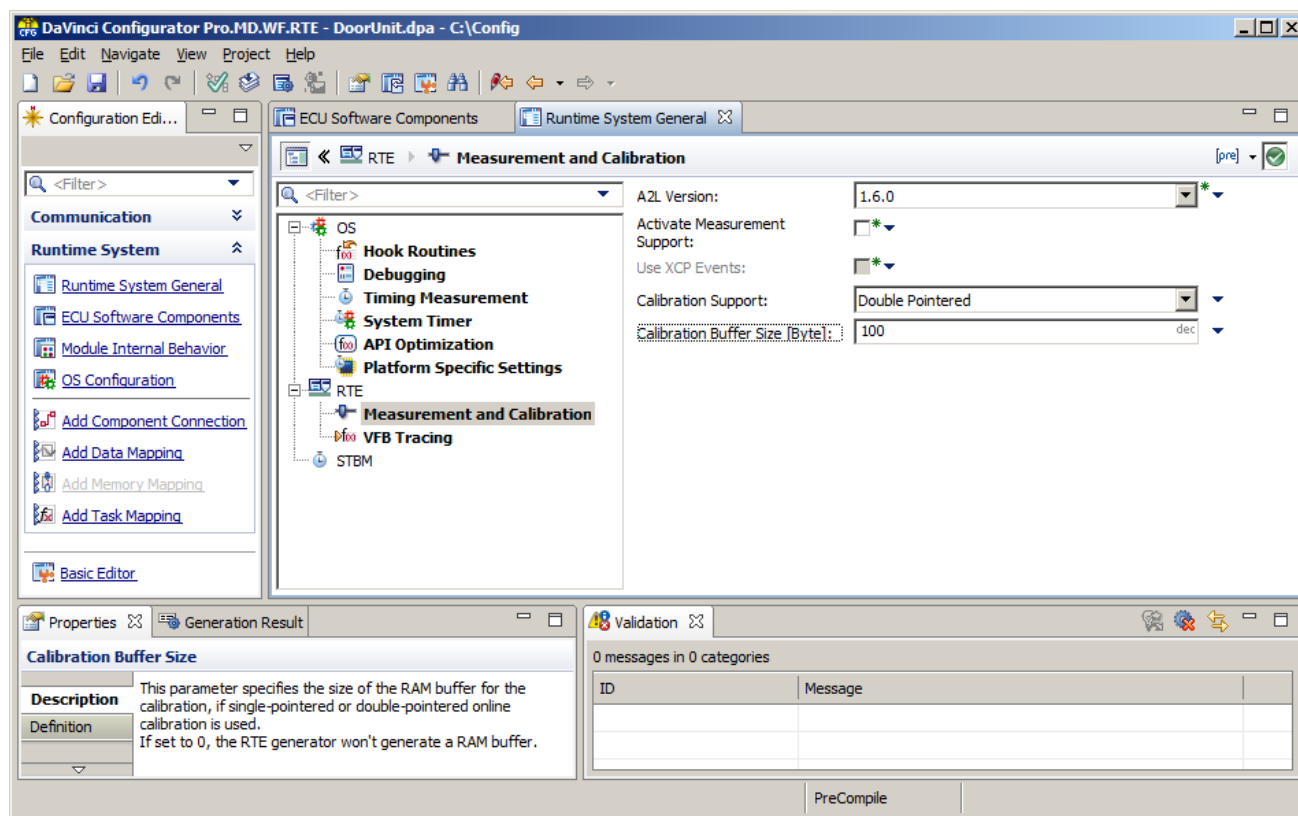 DaVinci Configurator Pro.MD.WF.RTE - DoorUnit.dpa - C:\Config
File Edit Navigate View Project Help
Configuration Edi...
ECU Software Components
Runtime System General
RTE
Measurement and Calibration
[pre]
<Filter>
Communication
Runtime System
Runtime System General
ECU Software Components
Module Internal Behavior
OS Configuration
Add Component Connection
Add Data Mapping
Add Memory Mapping
Add Task Mapping
Basic Editor
<Filter>
OS
Hook Routines
Debugging
Timing Measurement
System Timer
API Optimization
Platform Specific Settings
RTE
Measurement and Calibration
VFB Tracing
STBM
A2L Version: 1.6.0
Activate Measurement
Support:
Use XCP Events:
Calibration Support: Double Pointered
Calibration Buffer Size [Byte]: 100 dec
Properties
Generation Result
Calibration Buffer Size
Description
Definition
This parameter specifies the size of the RAM buffer for the
calibration, if single-pointered or double-pointered online
calibration is used.
If set to 0, the RTE generator won't generate a RAM buffer.
Validation
0 messages in 0 categories
ID Message
PreCompile